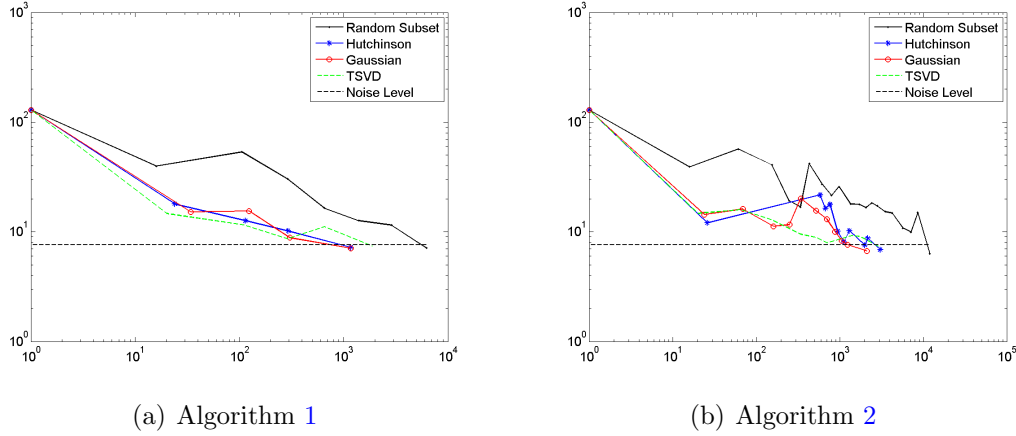 10^3
10^2
10^1
10^0
10^0
10^1
10^2
10^3
10^4
Random Subset
Hutchinson
Gaussian
TSVD
Noise Level
(a) Algorithm 1
10^3
10^2
10^1
10^0
10^0
10^1
10^2
10^3
10^4
10^5
Random Subset
Hutchinson
Gaussian
TSVD
Noise Level
(b) Algorithm 2